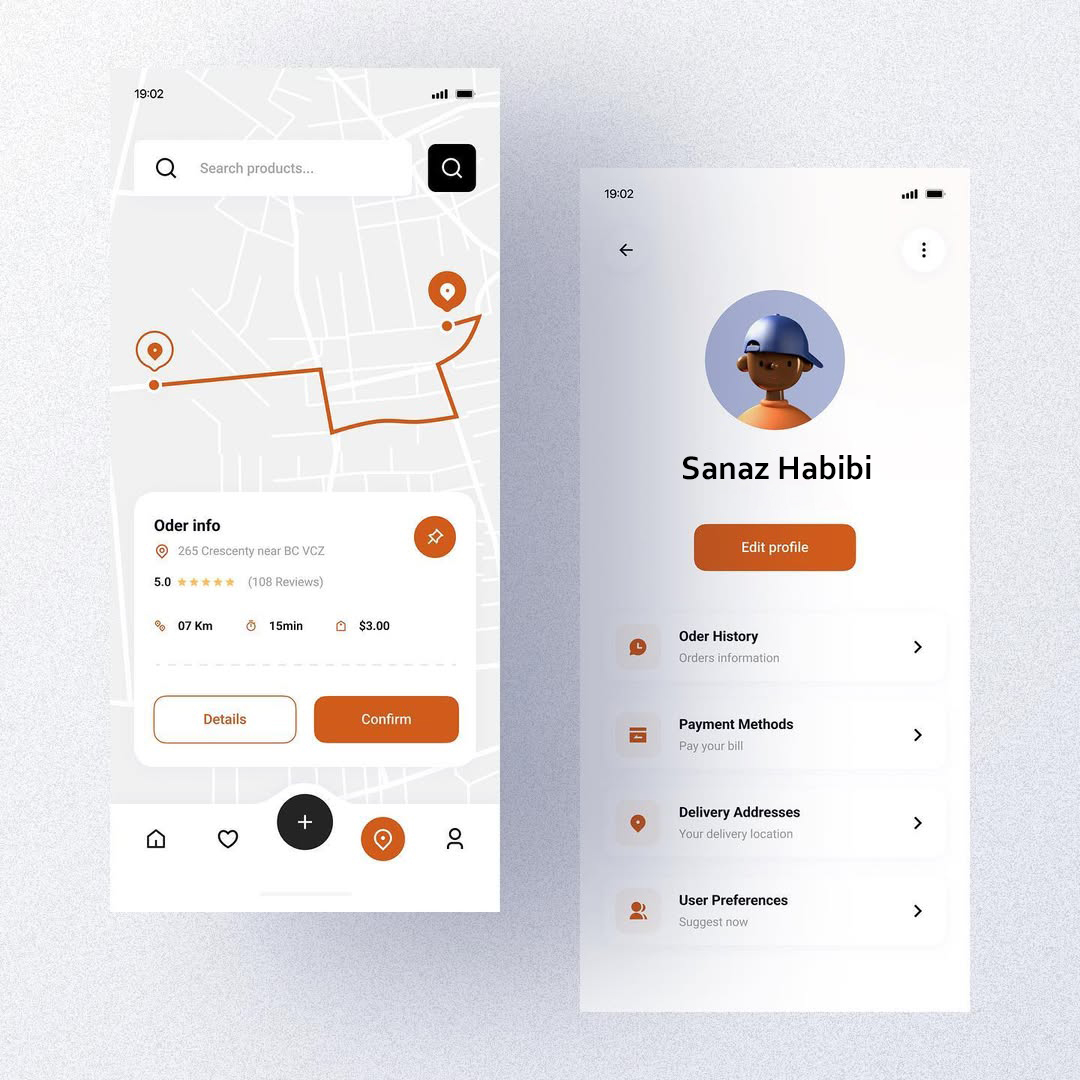 19:02
Search products...
Oder info
265 Crescenty near BC VCZ
5.0 (108 Reviews)
07 Km 15min $3.00
Details Confirm
19:02
Sanaz Habibi
Edit profile
Oder History
Orders information
Payment Methods
Pay your bill
Delivery Addresses
Your delivery location
User Preferences
Suggest now